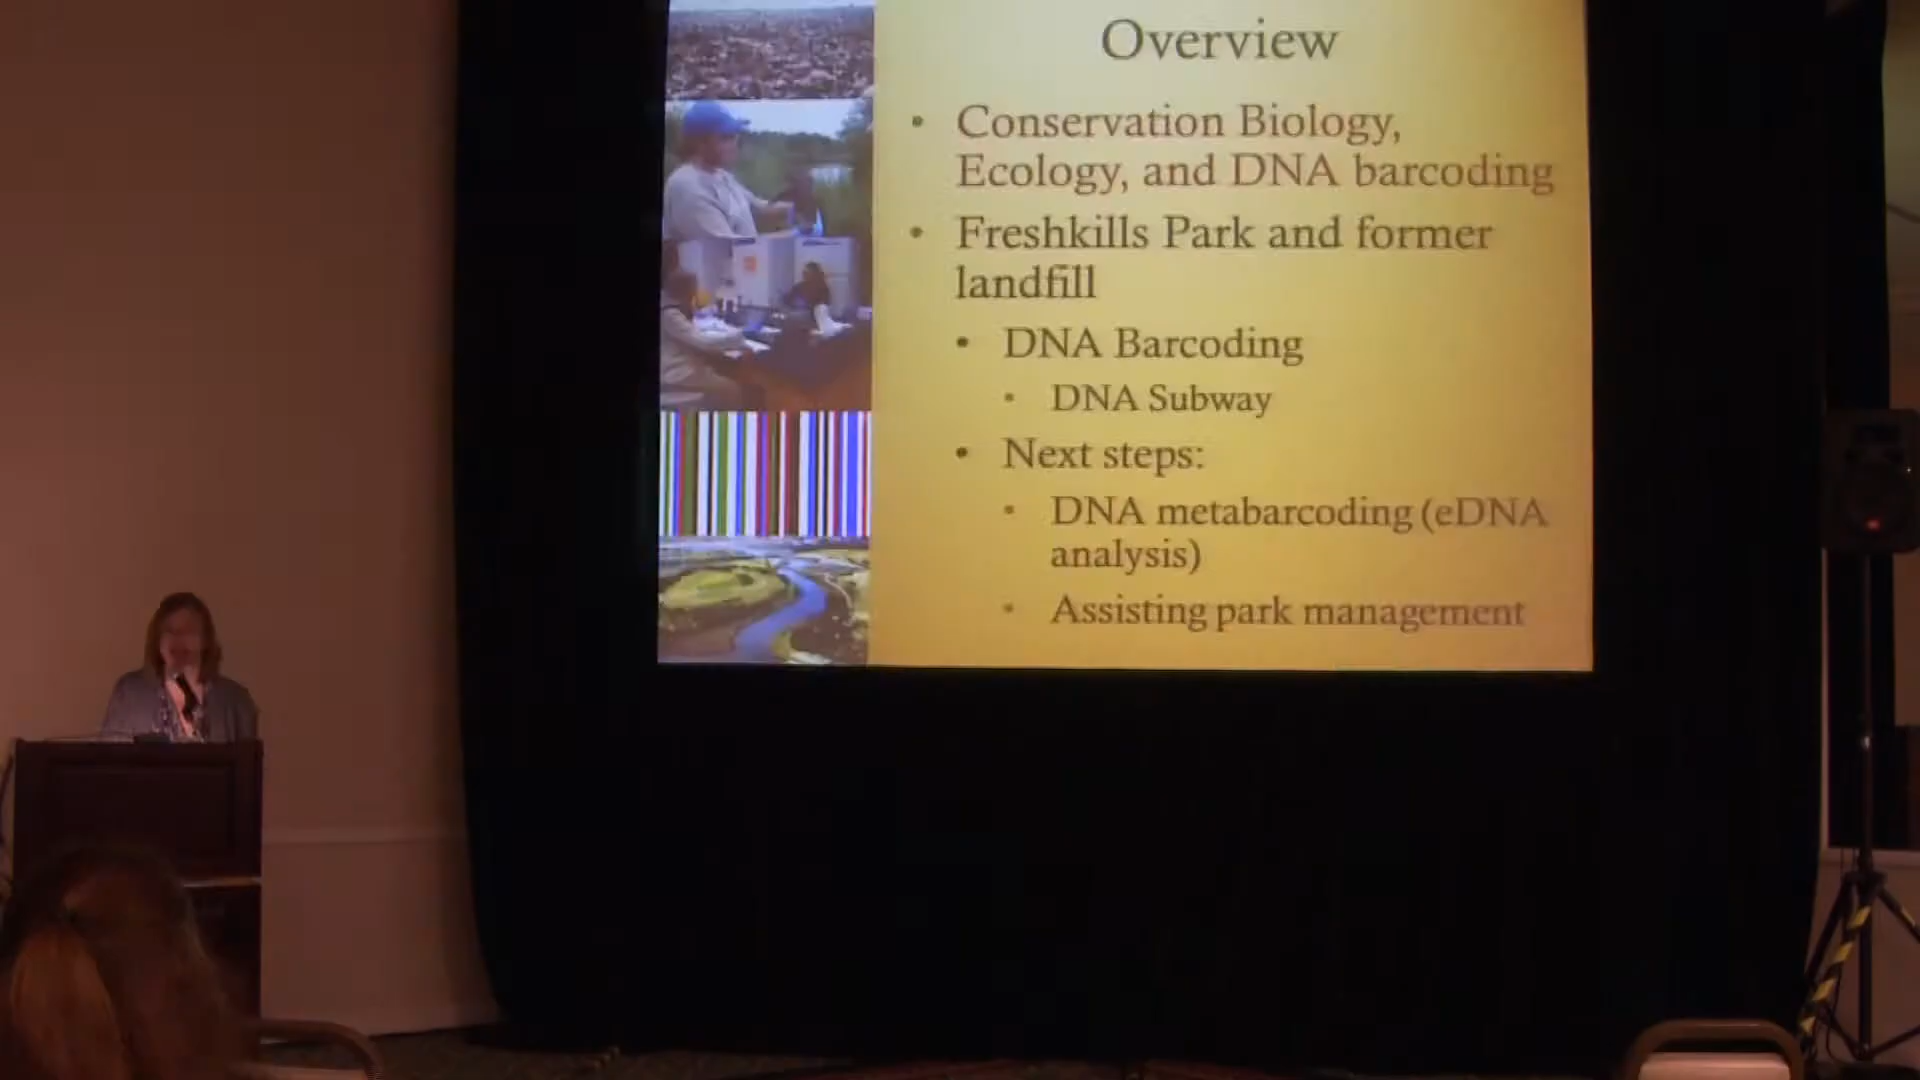 Overview
• Conservation Biology,
Ecology, and DNA barcoding
• Freshkills Park and former
landfill
• DNA Barcoding
• DNA Subway
• Next steps:
• DNA metabarcoding (eDNA
analysis)
• Assisting park management